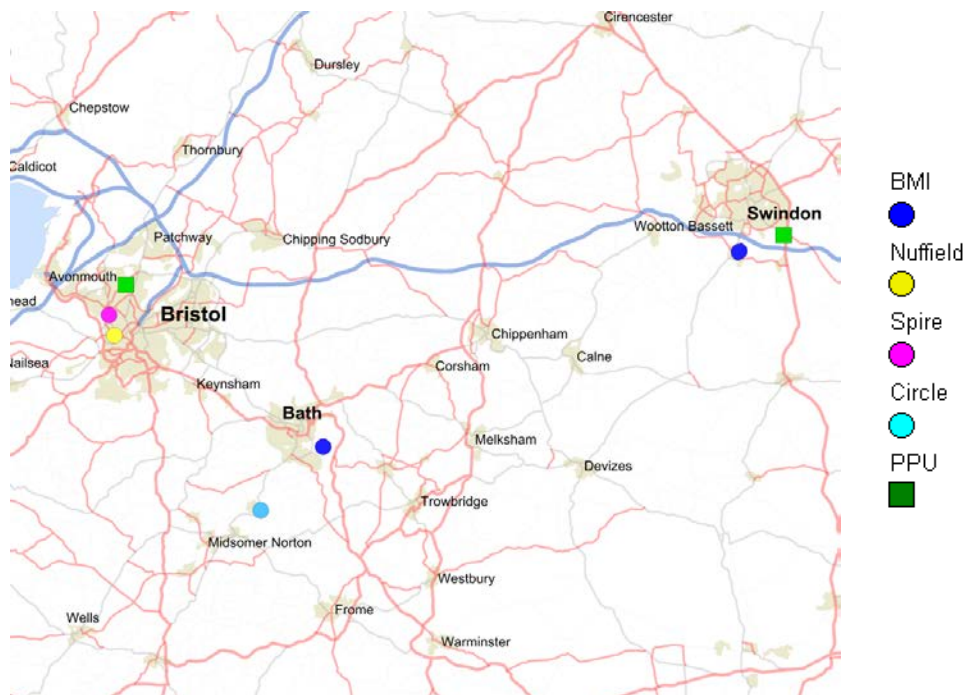 Cirencester
Dursley
Chepstow
Thornbury
Caldicot
BMI
Swindon
Wootton Bassett
Patchway
Chipping Sodbury
Nuffield
Avonmouth
head
Bristol
Spire
Chippenham
Nailsea
Calne
Corsham
Keynsham
Circle
Bath
Melksham
PPU
Devizes
Trowbridge
Midsomer Norton
Westbury
Frome
Wells
Warminster